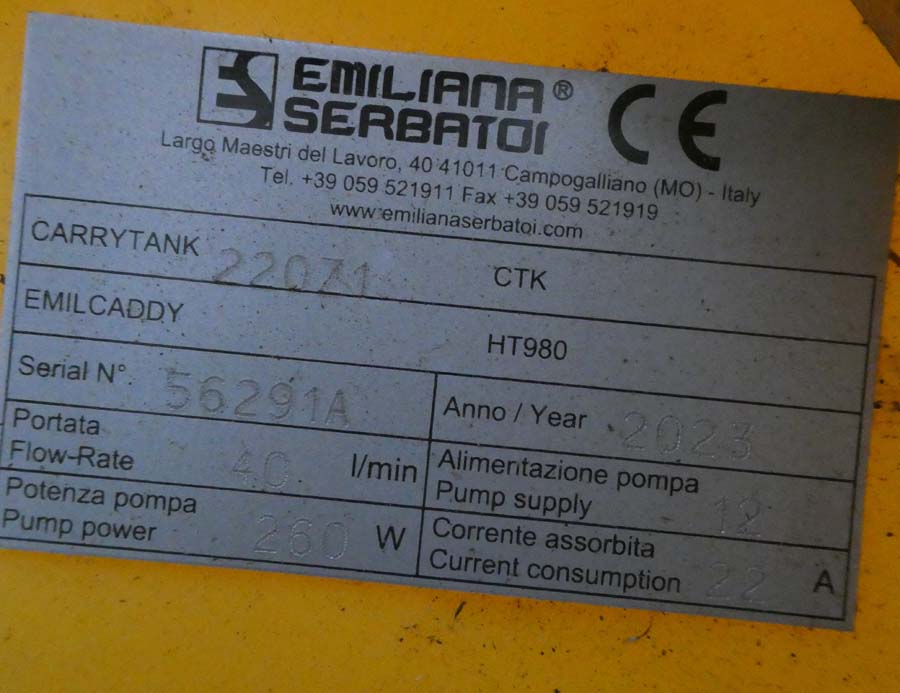 EMILIANA®
SERBATOI
CE
Largo Maestri del Lavoro, 40 41011 Campogalliano (MO) - Italy
Tel. +39 059 521911 Fax +39 059 521919
www.emilianaserbatoi.com
CARRYTANK 22071 CTK
EMILCADDY HT980
Serial N°. 56291A
Anno / Year 2023
Portata
Flow-Rate 40 l/min
Alimentazione pompa
Pump supply 12
Potenza pompa
Pump power 260 W
Corrente assorbita
Current consumption 22 A